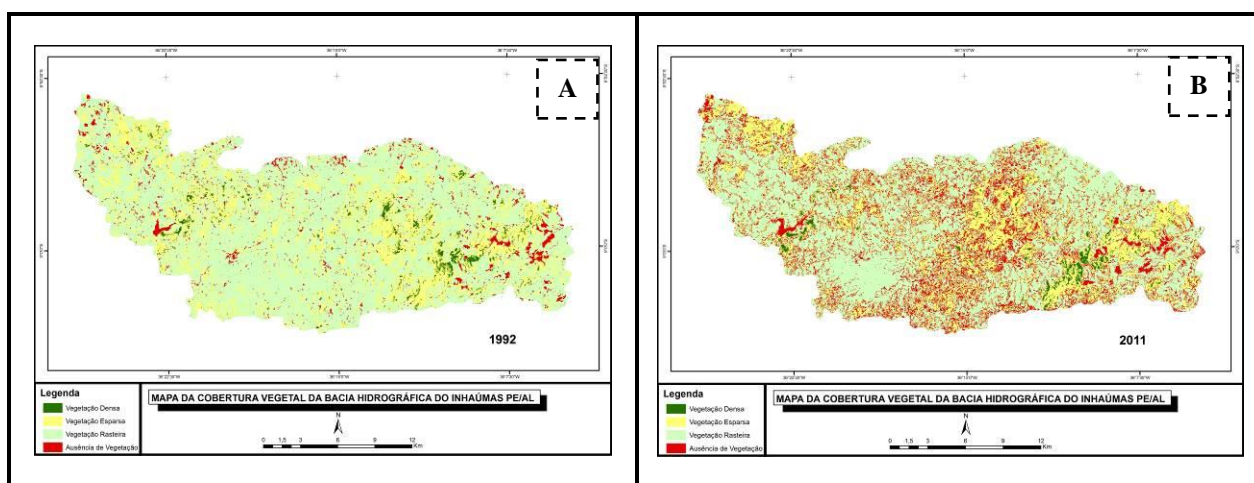 A
1992
Legenda
Vegetação Densa
Vegetação Esparsa
Vegetação Rasteira
Ausência de Vegetação
MAPA DA COBERTURA VEGETAL DA BACIA HIDROGRÁFICA DO INHAÚMAS PE/AL
N
0 1,5 3 6 9 12
Km
B
2011
Legenda
Vegetação Densa
Vegetação Esparsa
Vegetação Rasteira
Ausência de Vegetação
MAPA DA COBERTURA VEGETAL DA BACIA HIDROGRÁFICA DO INHAÚMAS PE/AL
N
0 1,5 3 6 9 12
Km